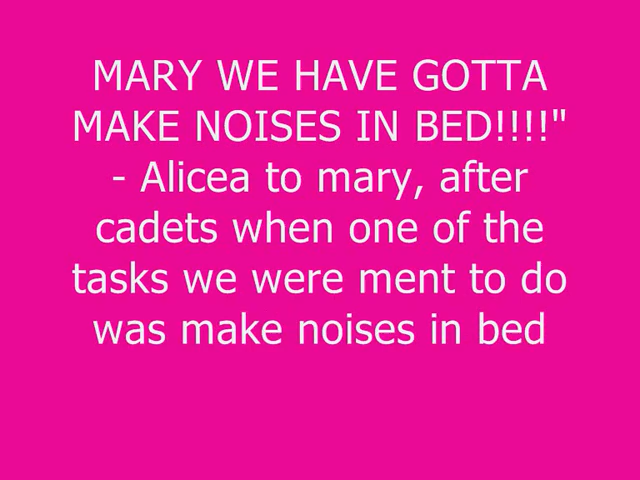 MARY WE HAVE GOTTA
MAKE NOISES IN BED!!!!"
- Alicea to mary, after
cadets when one of the
tasks we were ment to do
was make noises in bed